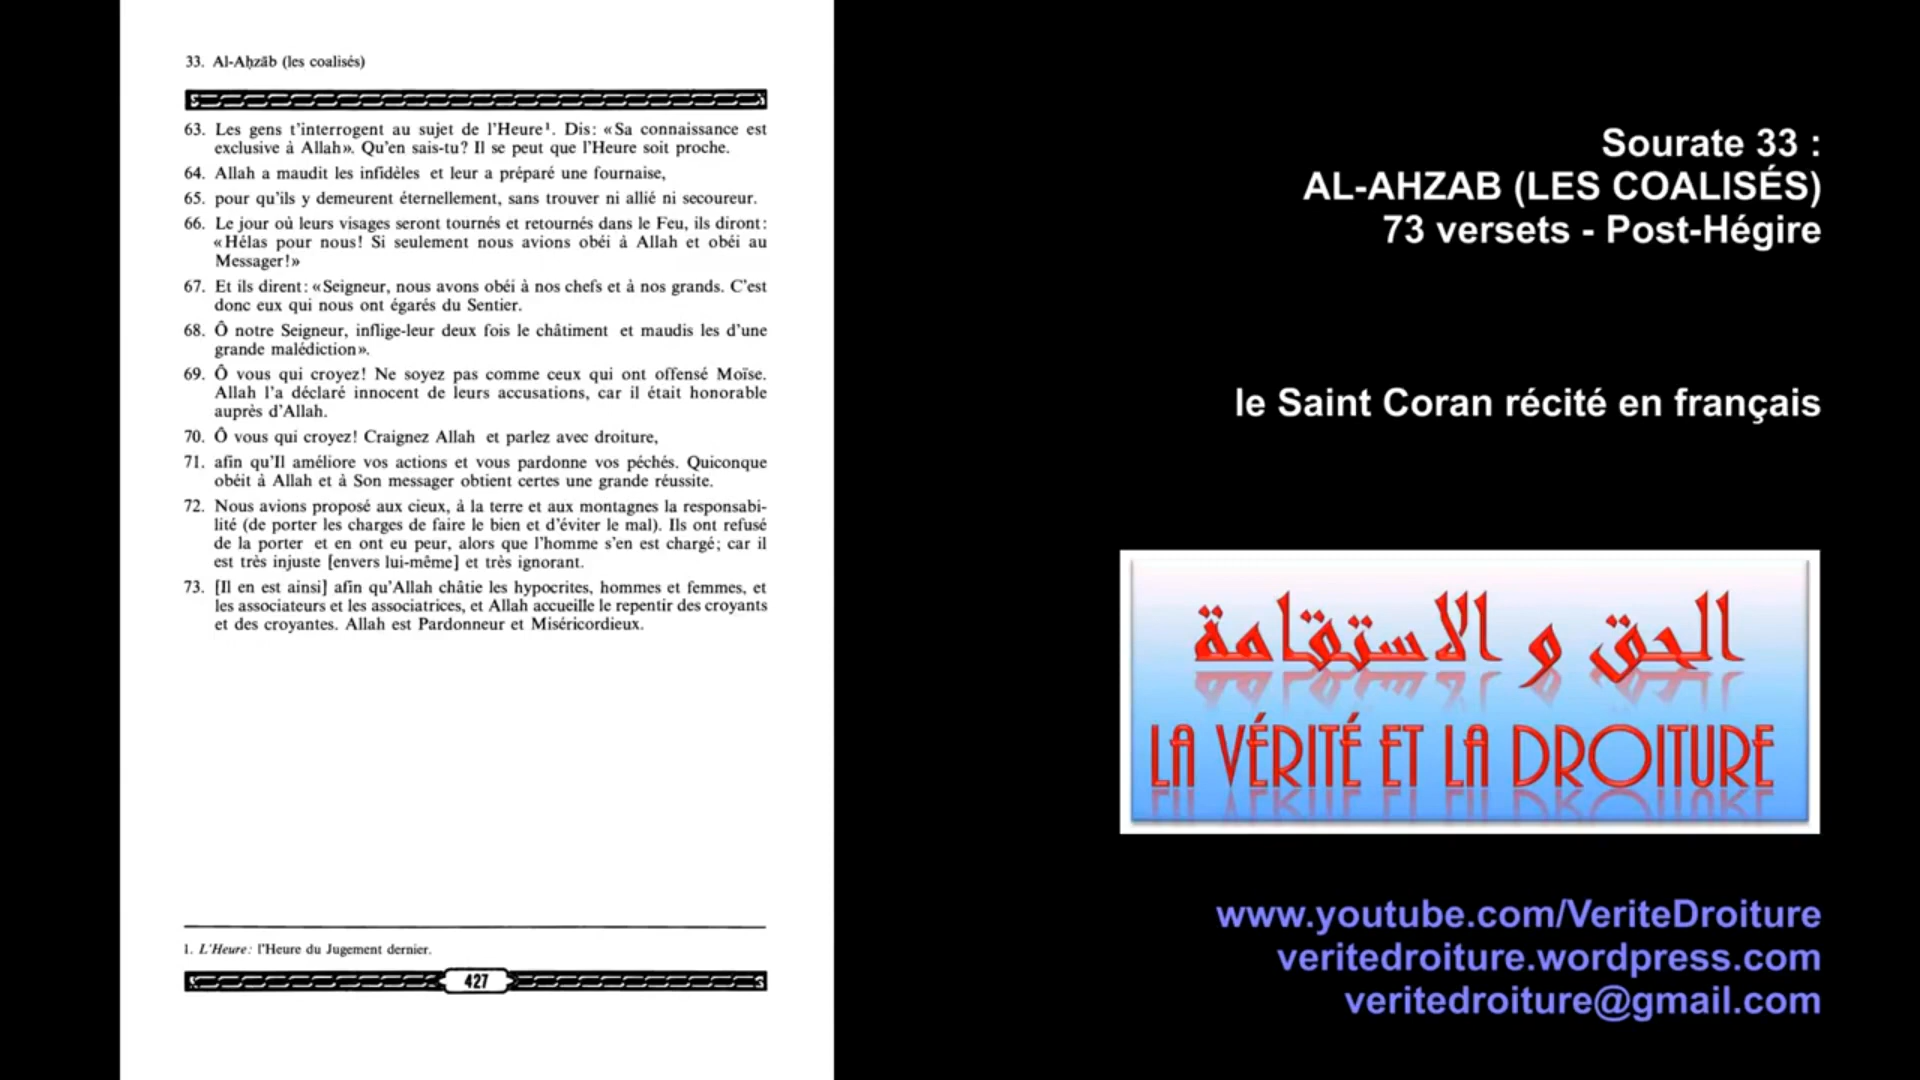 33. Al-Aḥzāb (les coalisés)
63. Les gens t'interrogent au sujet de l'Heure¹. Dis: «Sa connaissance est
exclusive à Allah». Qu'en sais-tu? Il se peut que l'Heure soit proche.
64. Allah a maudit les infidèles et leur a préparé une fournaise,
65. pour qu'ils y demeurent éternellement, sans trouver ni allié ni secoureur.
66. Le jour où leurs visages seront tournés et retournés dans le Feu, ils diront:
«Hélas pour nous! Si seulement nous avions obéi à Allah et obéi au
Messager!»
67. Et ils dirent: «Seigneur, nous avons obéi à nos chefs et à nos grands. C'est
donc eux qui nous ont égarés du Sentier.
68. Ô notre Seigneur, inflige-leur deux fois le châtiment et maudis les d'une
grande malédiction».
69. Ô vous qui croyez! Ne soyez pas comme ceux qui ont offensé Moïse.
Allah l'a déclaré innocent de leurs accusations, car il était honorable
auprès d'Allah.
70. Ô vous qui croyez! Craignez Allah et parlez avec droiture,
71. afin qu'Il améliore vos actions et vous pardonne vos péchés. Quiconque
obéit à Allah et à Son messager obtient certes une grande réussite.
72. Nous avions proposé aux cieux, à la terre et aux montagnes la responsabi-
lité (de porter les charges de faire le bien et d'éviter le mal). Ils ont refusé
de la porter et en ont eu peur, alors que l'homme s'en est chargé; car il
est très injuste [envers lui-même] et très ignorant.
73. [Il en est ainsi] afin qu'Allah châtie les hypocrites, hommes et femmes, et
les associateurs et les associatrices, et Allah accueille le repentir des croyants
et des croyantes. Allah est Pardonneur et Miséricordieux.
1. L'Heure: l'Heure du Jugement dernier.
427
Sourate 33 :
AL-AHZAB (LES COALISÉS)
73 versets - Post-Hégire
le Saint Coran récité en français
الحق و الاستقامة
LA VÉRITÉ ET LA DROITURE
www.youtube.com/VeriteDroiture
veritedroiture.wordpress.com
veritedroiture@gmail.com